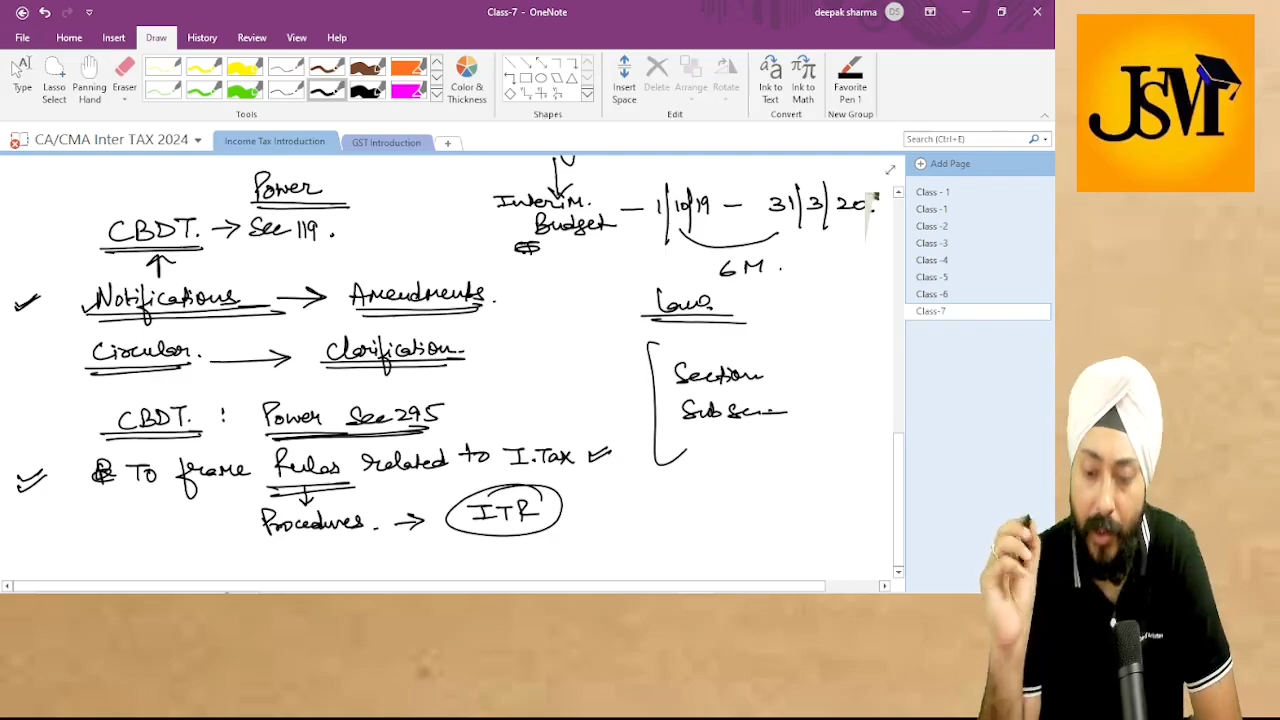 Class-7 - OneNote
deepak sharma DS
File Home Insert Draw History Review View Help
Type
Lasso Select
Panning Hand
Eraser
Color & Thickness
Insert Space
Delete
Arrange
Rotate
Ink to Text
Ink to Math
Favorite Pen 1
Tools
Shapes
Edit
Convert
New Group
CA/CMA Inter TAX 2024
Income Tax Introduction
GST Introduction
Search (Ctrl+E)
Add Page
Class - 1
Class -1
Class -2
Class -3
Class -4
Class -5
Class -6
Class-7
Power
CBDT. → Sec 119.
Notifications → Amendments.
Circular. → Clarification.
CBDT. : Power Sec 295
To frame Rules related to I.Tax
Procedures. → ITR
Interim. Budget — 1/10/19 — 31/3/20.
6 M.
Law.
Section
JSM